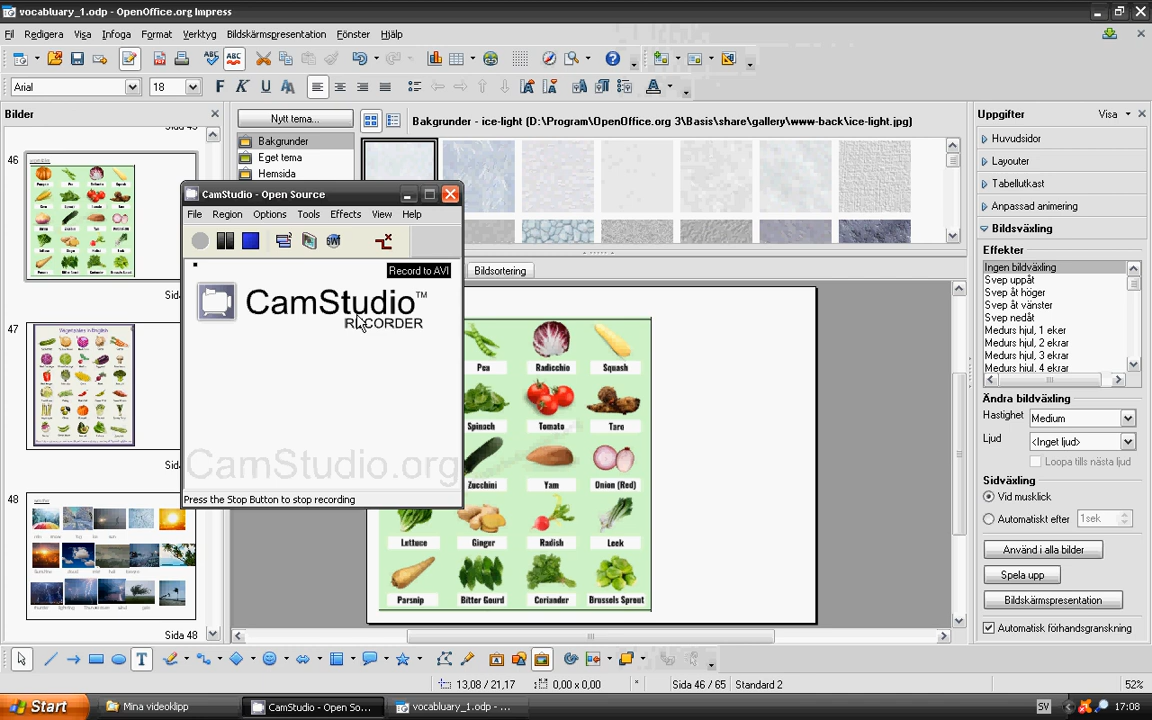 vocabluary_1.odp - OpenOffice.org Impress
Fil Redigera Visa Infoga Format Verktyg Bildskärmspresentation Fönster Hjälp
Arial 18
Bilder
Nytt tema...
Bakgrunder - ice-light (D:\Program\OpenOffice.org 3\Basis\share\gallery\www-back\ice-light.jpg)
Bakgrunder
Eget tema
Hemsida
Uppgifter Visa
Huvudsidor
Layouter
Tabellutkast
Anpassad animering
Bildsväxling
Effekter
Ingen bildväxling
Svep uppåt
Svep åt höger
Svep åt vänster
Svep nedåt
Medurs hjul, 1 eker
Medurs hjul, 2 ekrar
Medurs hjul, 3 ekrar
Medurs hjul, 4 ekrar
Ändra bildväxling
Hastighet Medium
Ljud <Inget ljud>
Loopa tills nästa ljud
Sidväxling
Vid musklick
Automatiskt efter 1sek
Använd i alla bilder
Spela upp
Bildskärmspresentation
Automatisk förhandsgranskning
Sida 45
46
47
Vegetables in English
48
Sida 48
CamStudio - Open Source
File Region Options Tools Effects View Help
Record to AVI
CamStudio™
RECORDER
CamStudio.org
Press the Stop Button to stop recording
Bildsortering
Pea Radicchio Squash
Spinach Tomato Taro
Zucchini Yam Onion (Red)
Lettuce Ginger Radish Leek
Parsnip Bitter Gourd Coriander Brussels Sprout
13,08 / 21,17 0,00 x 0,00 * Sida 46 / 65 Standard 2 52%
Start Mina videoklipp CamStudio - Open So... vocabluary_1.odp - ... SV 17:08